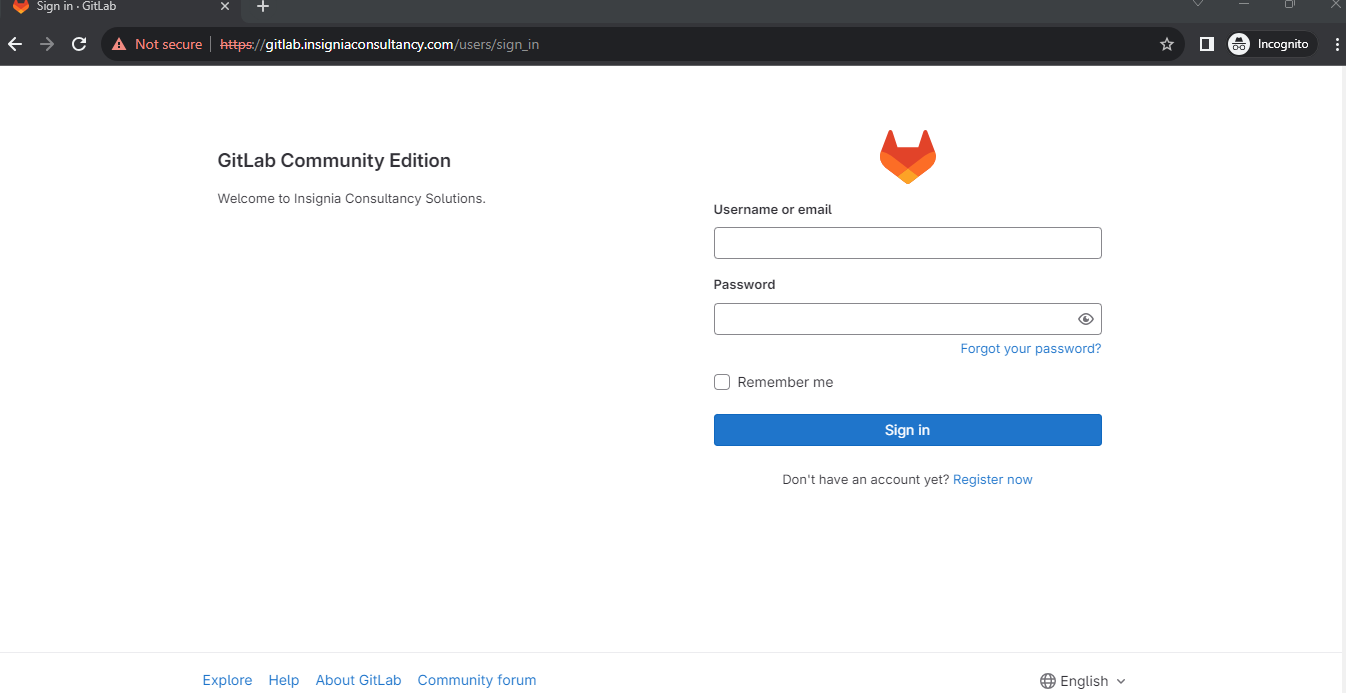 Sign in · GitLab
Not secure https://gitlab.insigniaconsultancy.com/users/sign_in Incognito
GitLab Community Edition
Welcome to Insignia Consultancy Solutions.
Username or email
Password
Forgot your password?
Remember me
Sign in
Don't have an account yet? Register now
Explore Help About GitLab Community forum English